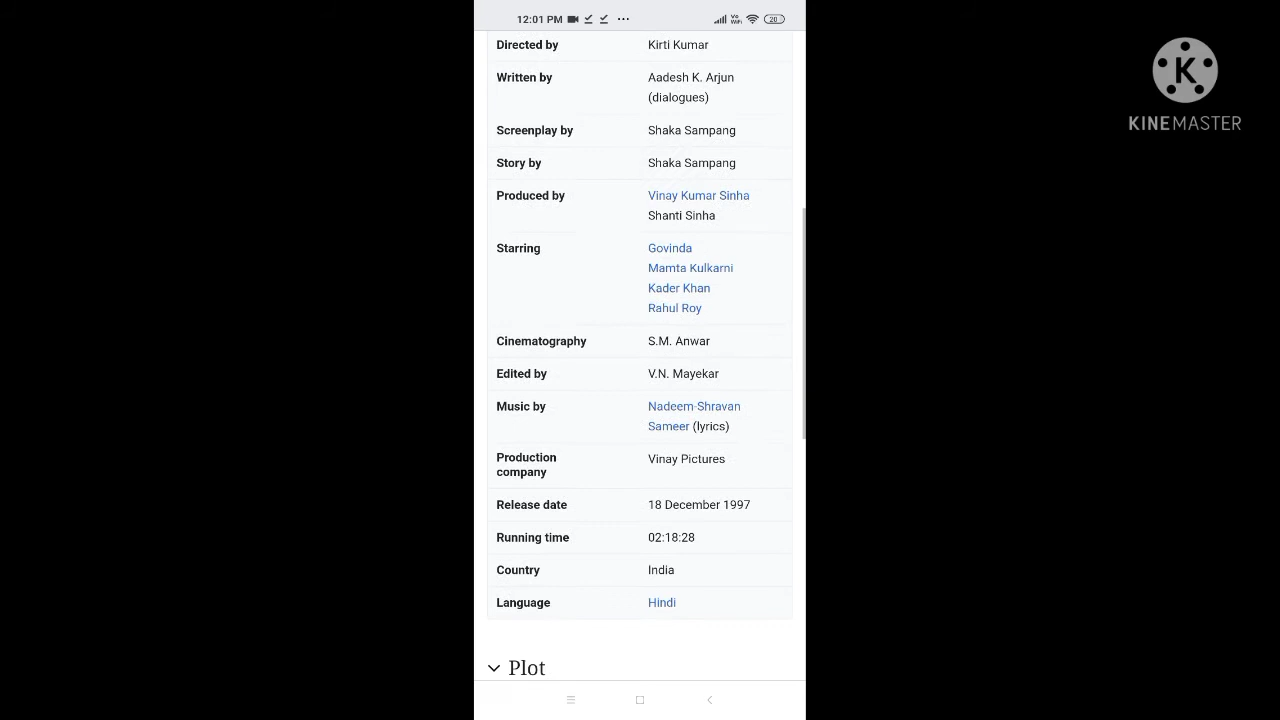 12:01 PM
Vo
WiFi
20
Directed by Kirti Kumar
Written by Aadesh K. Arjun
(dialogues)
Screenplay by Shaka Sampang
Story by Shaka Sampang
Produced by Vinay Kumar Sinha
Shanti Sinha
Starring Govinda
Mamta Kulkarni
Kader Khan
Rahul Roy
Cinematography S.M. Anwar
Edited by V.N. Mayekar
Music by Nadeem-Shravan
Sameer (lyrics)
Production Vinay Pictures
company
Release date 18 December 1997
Running time 02:18:28
Country India
Language Hindi
Plot
K
KINEMASTER